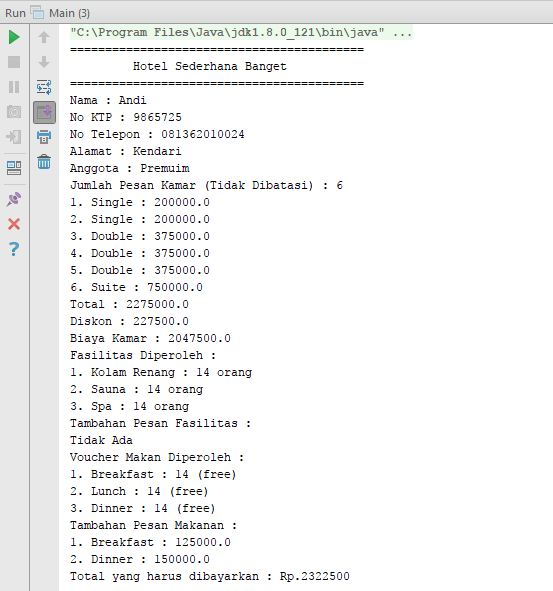 Run Main (3)
"C:\Program Files\Java\jdk1.8.0_121\bin\java" ...
==========================================
Hotel Sederhana Banget
==========================================
Nama : Andi
No KTP : 9865725
No Telepon : 081362010024
Alamat : Kendari
Anggota : Premuim
Jumlah Pesan Kamar (Tidak Dibatasi) : 6
1. Single : 200000.0
2. Single : 200000.0
3. Double : 375000.0
4. Double : 375000.0
5. Double : 375000.0
6. Suite : 750000.0
Total : 2275000.0
Diskon : 227500.0
Biaya Kamar : 2047500.0
Fasilitas Diperoleh :
1. Kolam Renang : 14 orang
2. Sauna : 14 orang
3. Spa : 14 orang
Tambahan Pesan Fasilitas :
Tidak Ada
Voucher Makan Diperoleh :
1. Breakfast : 14 (free)
2. Lunch : 14 (free)
3. Dinner : 14 (free)
Tambahan Pesan Makanan :
1. Breakfast : 125000.0
2. Dinner : 150000.0
Total yang harus dibayarkan : Rp.2322500